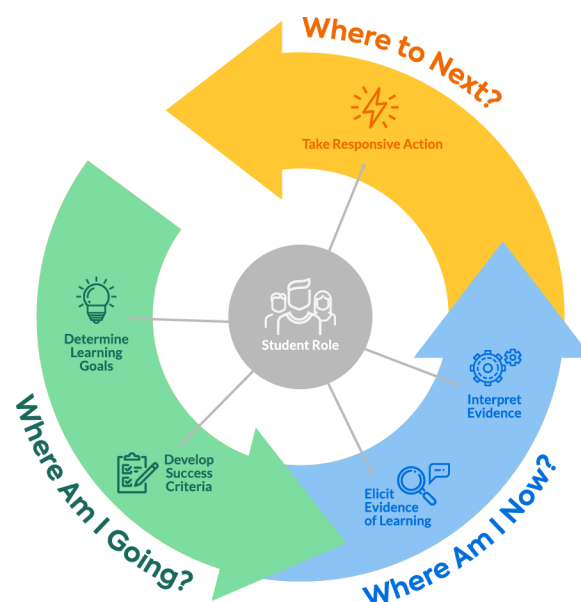 Where to Next?
Take Responsive Action
Student Role
Determine
Learning
Goals
Develop
Success
Criteria
Where Am I Going?
Interpret
Evidence
Elicit
Evidence
of Learning
Where Am I Now?